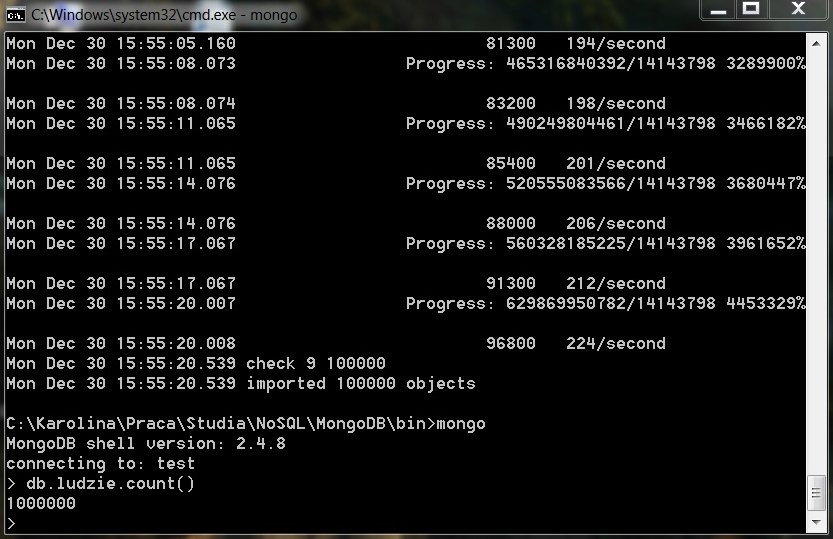 C:\Windows\system32\cmd.exe - mongo
Mon Dec 30 15:55:05.160 81300 194/second
Mon Dec 30 15:55:08.073 Progress: 465316840392/14143798 3289900%
Mon Dec 30 15:55:08.074 83200 198/second
Mon Dec 30 15:55:11.065 Progress: 490249804461/14143798 3466182%
Mon Dec 30 15:55:11.065 85400 201/second
Mon Dec 30 15:55:14.076 Progress: 520555083566/14143798 3680447%
Mon Dec 30 15:55:14.076 88000 206/second
Mon Dec 30 15:55:17.067 Progress: 560328185225/14143798 3961652%
Mon Dec 30 15:55:17.067 91300 212/second
Mon Dec 30 15:55:20.007 Progress: 629869950782/14143798 4453329%
Mon Dec 30 15:55:20.008 96800 224/second
Mon Dec 30 15:55:20.539 check 9 100000
Mon Dec 30 15:55:20.539 imported 100000 objects
C:\Karolina\Praca\Studia\NoSQL\MongoDB\bin>mongo
MongoDB shell version: 2.4.8
connecting to: test
> db.ludzie.count()
1000000
>